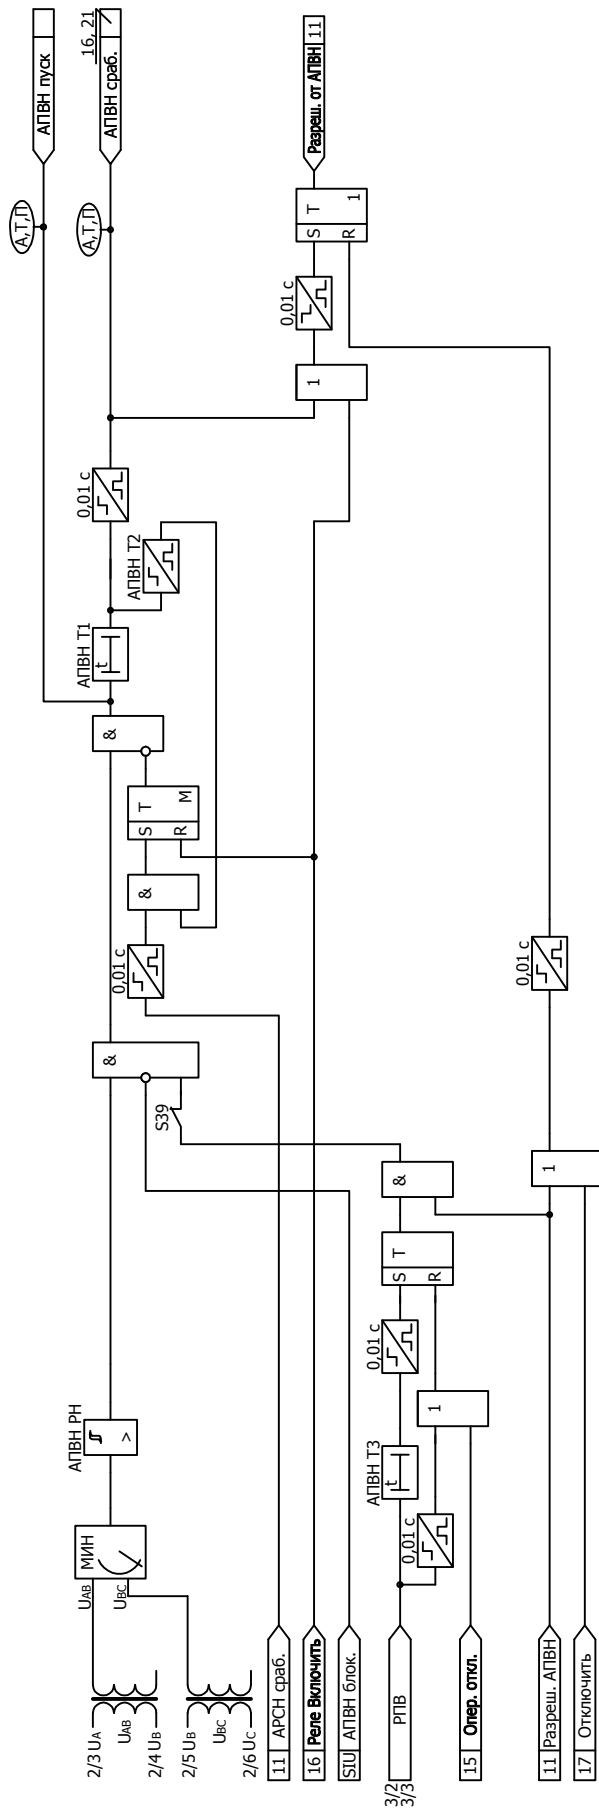 2/3 UA
UAB
2/4 UB
2/5 UB
UBC
2/6 UC
UAB
UBC
МИН
АПВН РН
>
11 АРСН сраб.
16 Реле Включить
SIU АПВН блок.
3/2
3/3
РПВ
15 Опер. откл.
11 Разреш. АПВН
17 Отключить
0,01 с
АПВН Т3
t
1
0,01 с
S T
R
&
1
S39
&
0,01 с
0,01 с
&
S T
R M
&
АПВН Т1
t
АПВН Т2
0,01 с
1
0,01 с
S T
R 1
А,Т,П
А,Т,П
АПВН пуск
АПВН сраб.
16, 21
Разреш. от АПВН 11